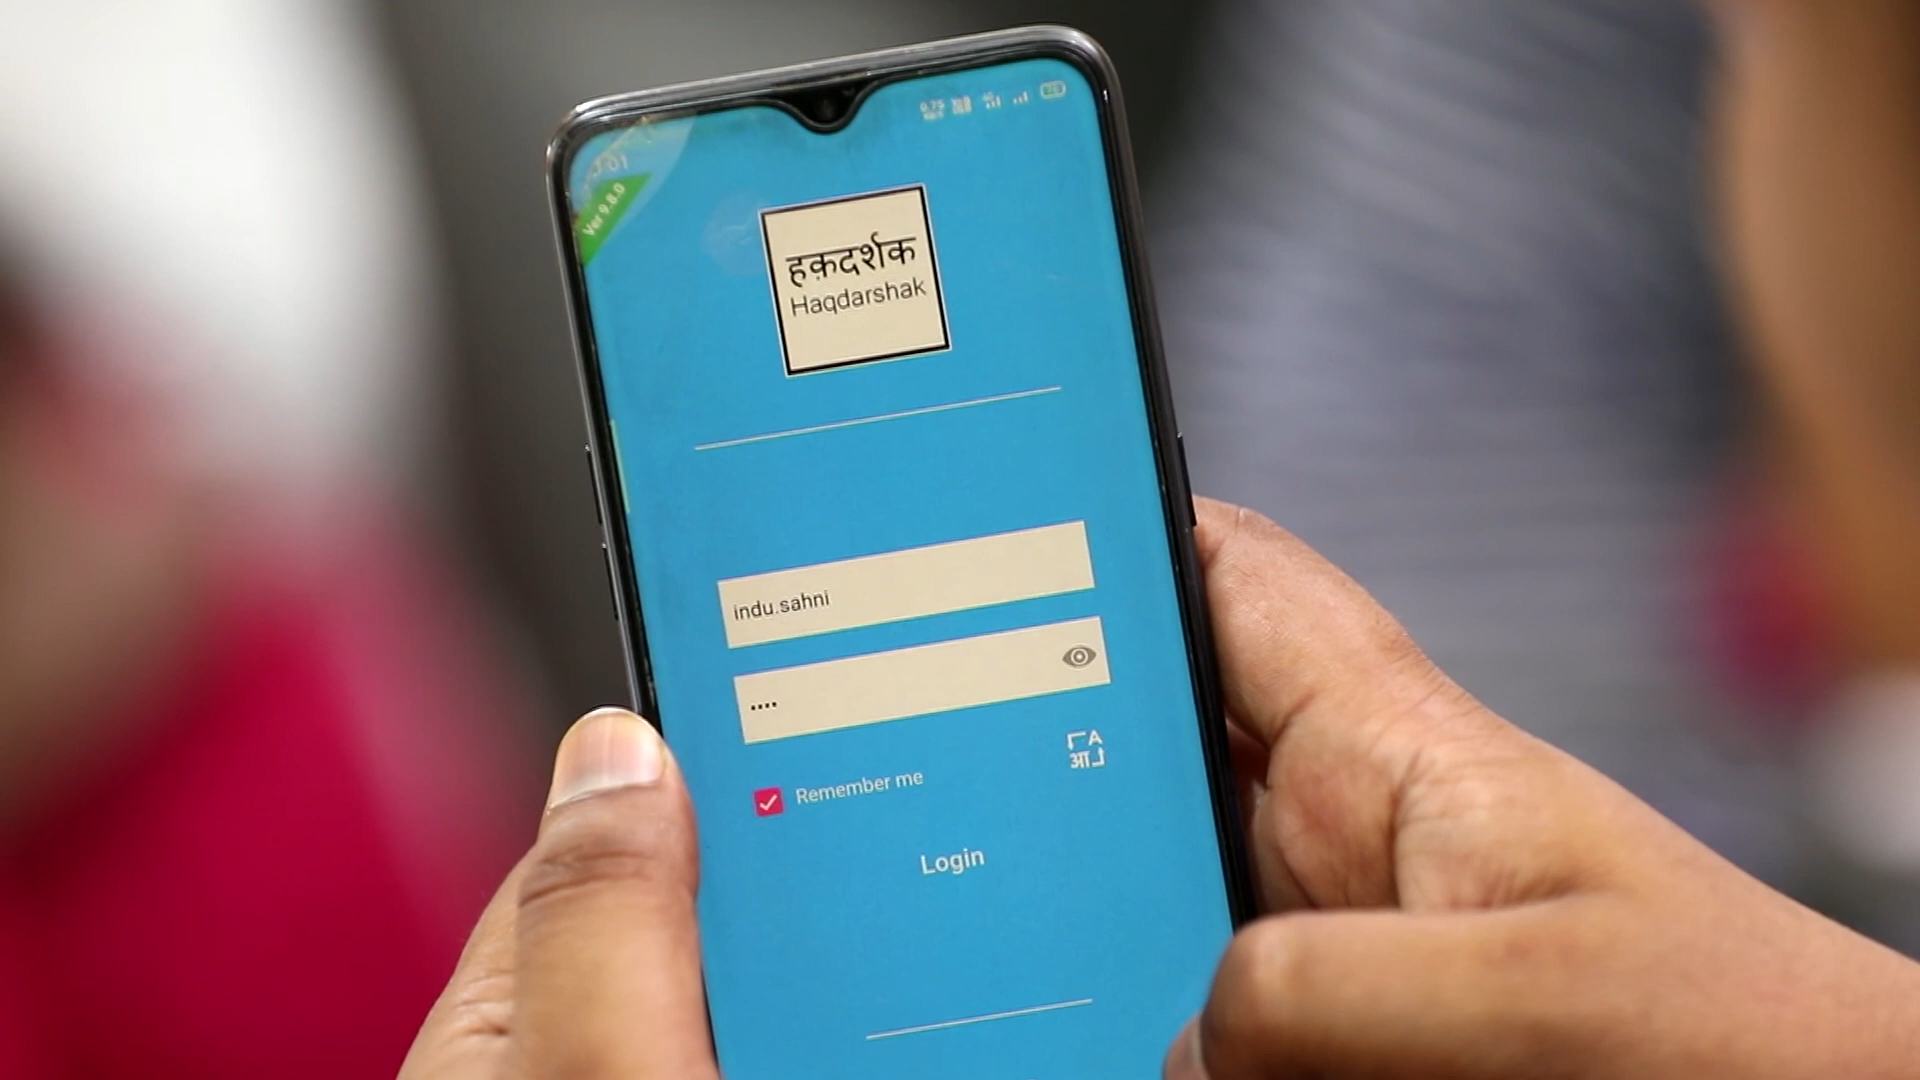 Ver 9.8.0
हक़दर्शक
Haqdarshak
indu.sahni
Remember me
Login